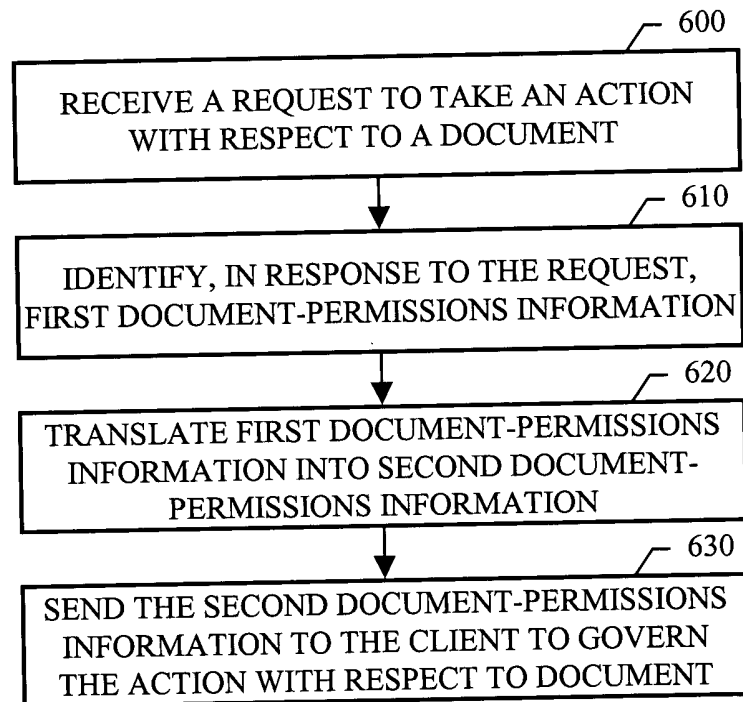 600
RECEIVE A REQUEST TO TAKE AN ACTION
WITH RESPECT TO A DOCUMENT
610
IDENTIFY, IN RESPONSE TO THE REQUEST,
FIRST DOCUMENT-PERMISSIONS INFORMATION
620
TRANSLATE FIRST DOCUMENT-PERMISSIONS
INFORMATION INTO SECOND DOCUMENT-
PERMISSIONS INFORMATION
630
SEND THE SECOND DOCUMENT-PERMISSIONS
INFORMATION TO THE CLIENT TO GOVERN
THE ACTION WITH RESPECT TO DOCUMENT